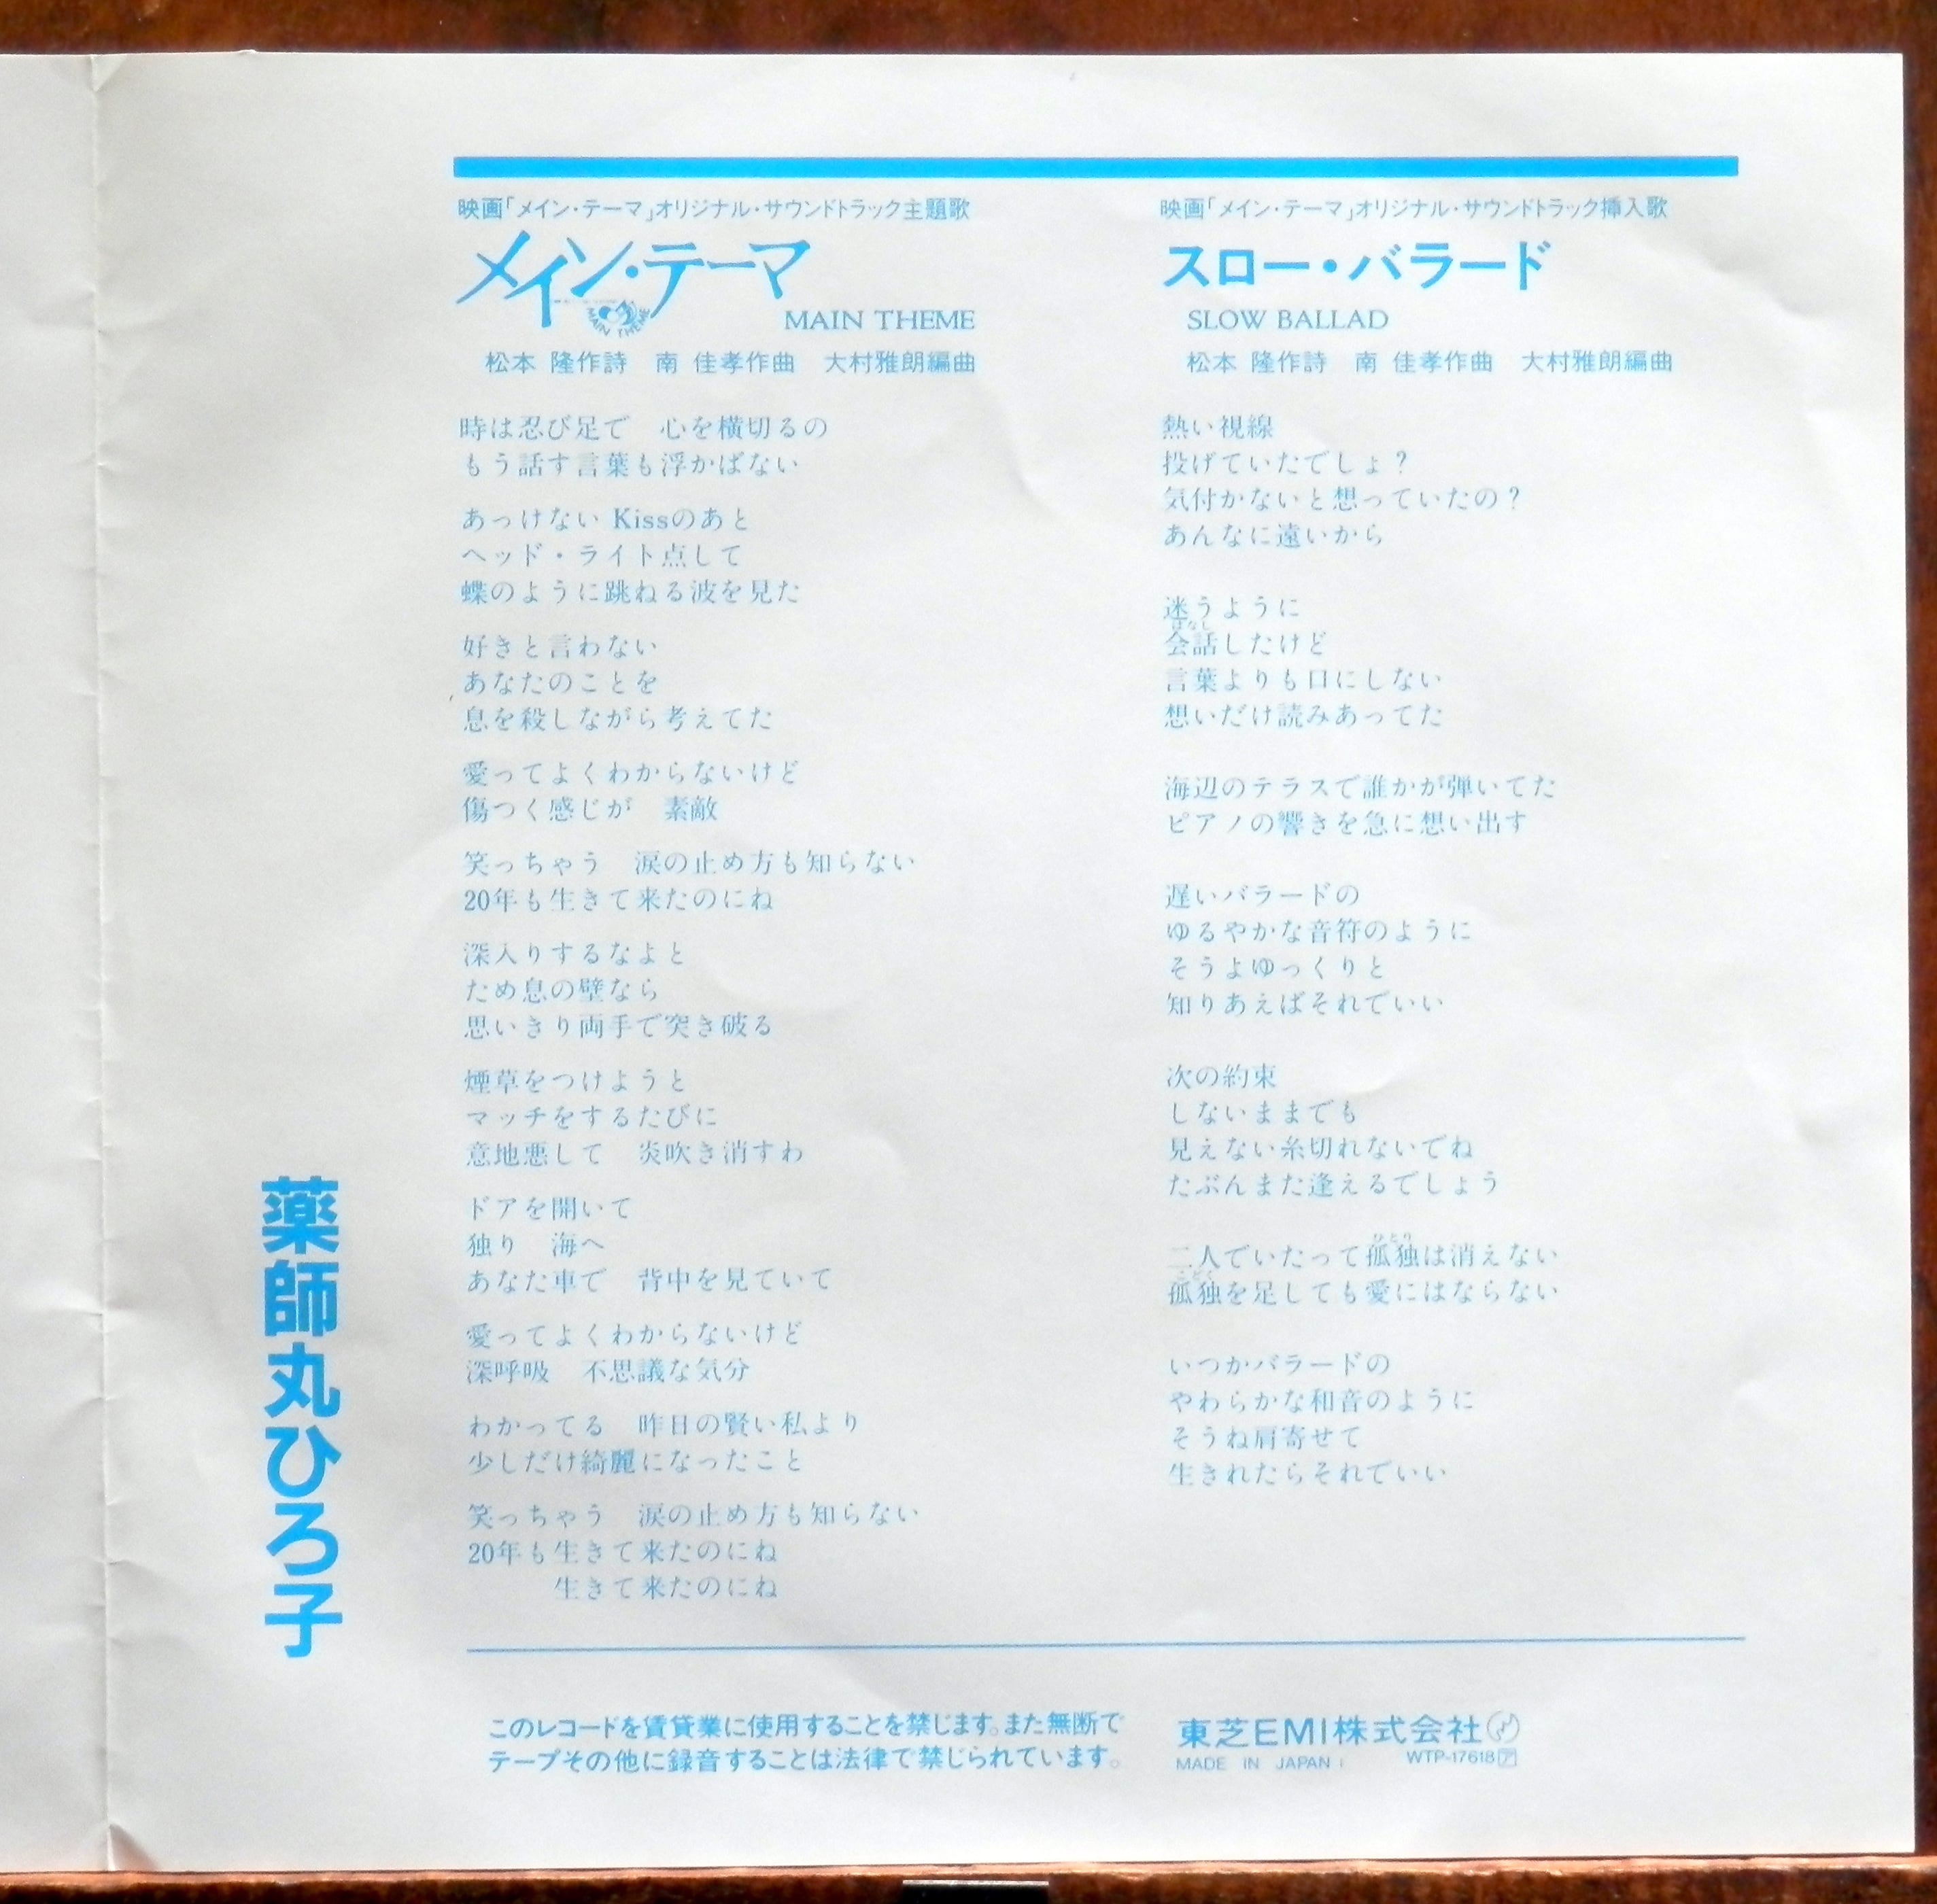 映画「メイン・テーマ」オリジナル・サウンドトラック主題歌
メイン・テーマ
MAIN THEME
MAIN THEME
松本 隆作詩 南 佳孝作曲 大村雅朗編曲
時は忍び足で 心を横切るの
もう話す言葉も浮かばない
あっけない Kissのあと
ヘッド・ライト点して
蝶のように跳ねる波を見た
好きと言わない
あなたのことを
息を殺しながら考えてた
愛ってよくわからないけど
傷つく感じが 素敵
笑っちゃう 涙の止め方も知らない
20年も生きて来たのにね
深入りするなよと
ため息の壁なら
思いきり両手で突き破る
煙草をつけようと
マッチをするたびに
意地悪して 炎吹き消すわ
ドアを開いて
独り 海へ
あなた車で 背中を見ていて
愛ってよくわからないけど
深呼吸 不思議な気分
わかってる 昨日の賢い私より
少しだけ綺麗になったこと
笑っちゃう 涙の止め方も知らない
20年も生きて来たのにね
生きて来たのにね
映画「メイン・テーマ」オリジナル・サウンドトラック挿入歌
スロー・バラード
SLOW BALLAD
松本 隆作詩 南 佳孝作曲 大村雅朗編曲
熱い視線
投げていたでしょ?
気付かないと想っていたの?
あんなに遠いから
迷うように
はなし
会話したけど
言葉よりも口にしない
想いだけ読みあってた
海辺のテラスで誰かが弾いてた
ピアノの響きを急に想い出す
遅いバラードの
ゆるやかな音符のように
そうよゆっくりと
知りあえばそれでいい
次の約束
しないままでも
見えない糸切れないでね
たぶんまた逢えるでしょう
ひとり
二人でいたって孤独は消えない
こどく
孤独を足しても愛にはならない
いつかバラードの
やわらかな和音のように
そうね肩寄せて
生きれたらそれでいい
薬師丸ひろ子
このレコードを賃貸業に使用することを禁じます。また無断で
テープその他に録音することは法律で禁じられています。
東芝EMI株式会社
MADE IN JAPAN WTP-17618 ア